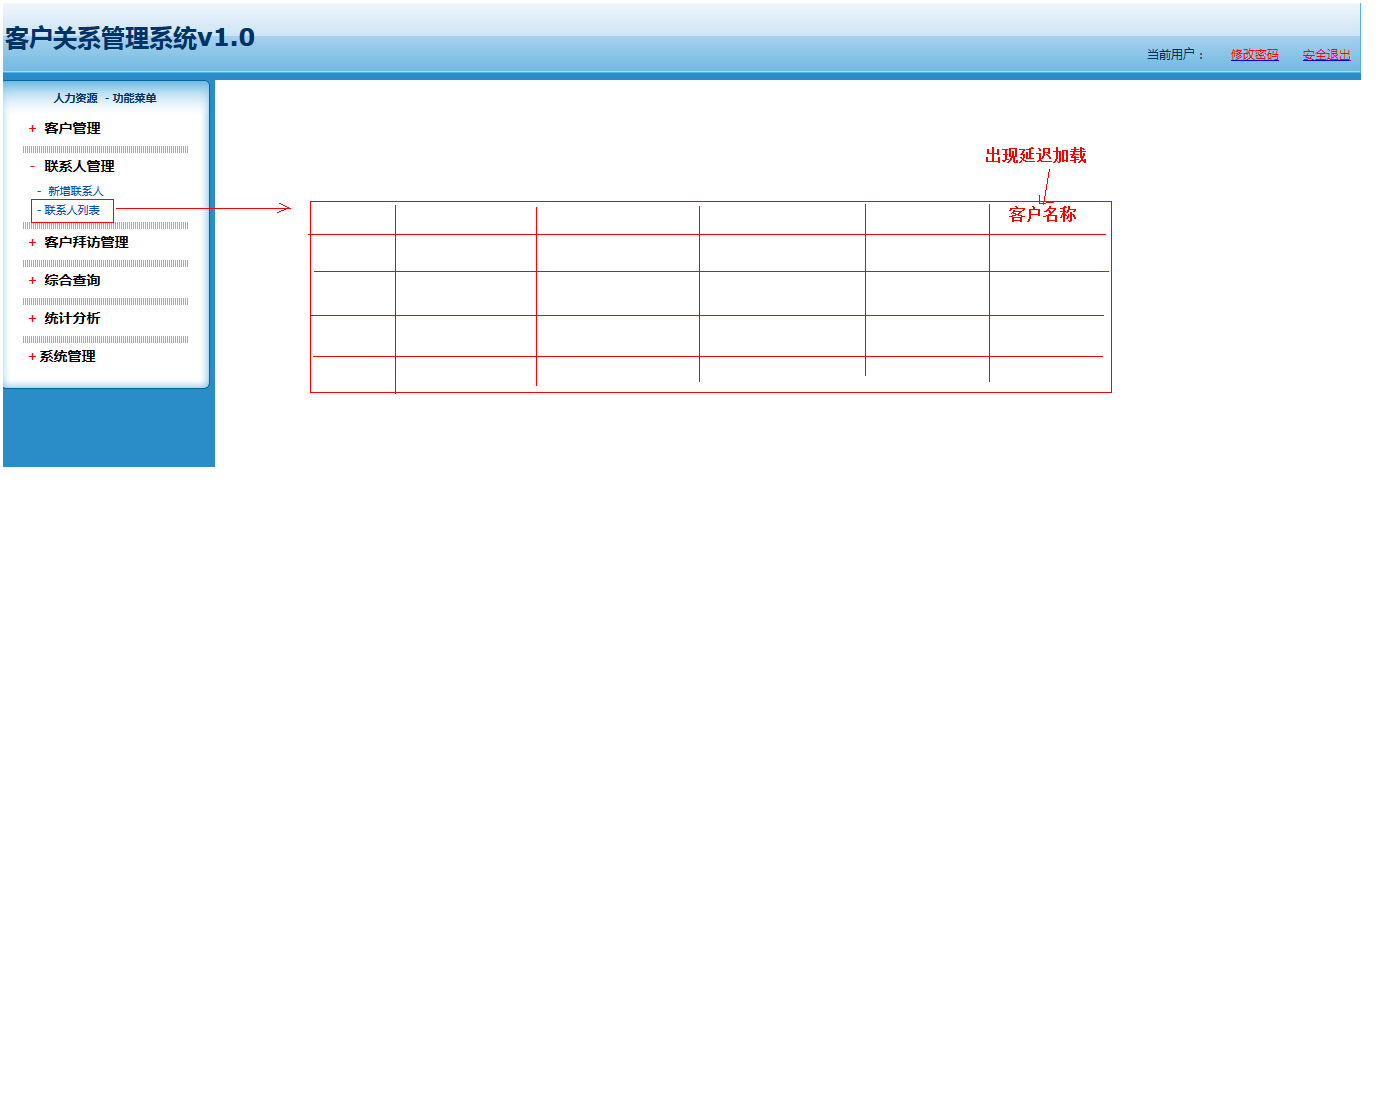 客户关系管理系统v1.0
当前用户： 修改密码 安全退出
人力资源 - 功能菜单
+ 客户管理
- 联系人管理
- 新增联系人
- 联系人列表
+ 客户拜访管理
+ 综合查询
+ 统计分析
+ 系统管理
出现延迟加载
客户名称